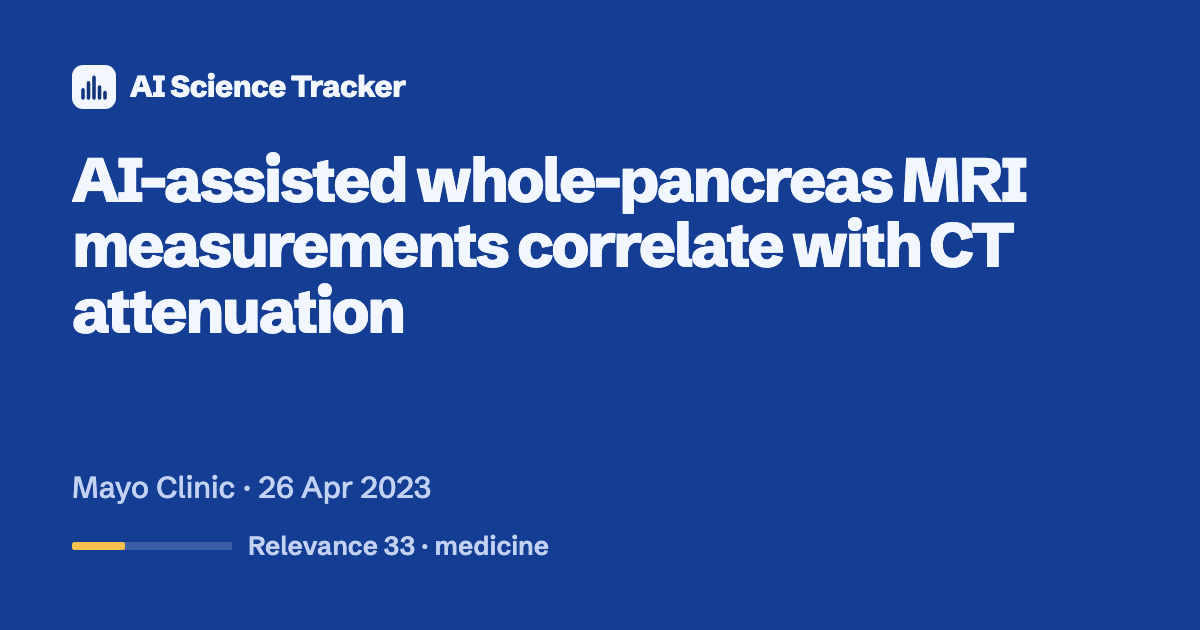 AI Science Tracker
AI-assisted whole-pancreas MRI
measurements correlate with CT
attenuation
Mayo Clinic · 26 Apr 2023
Relevance 33 · medicine